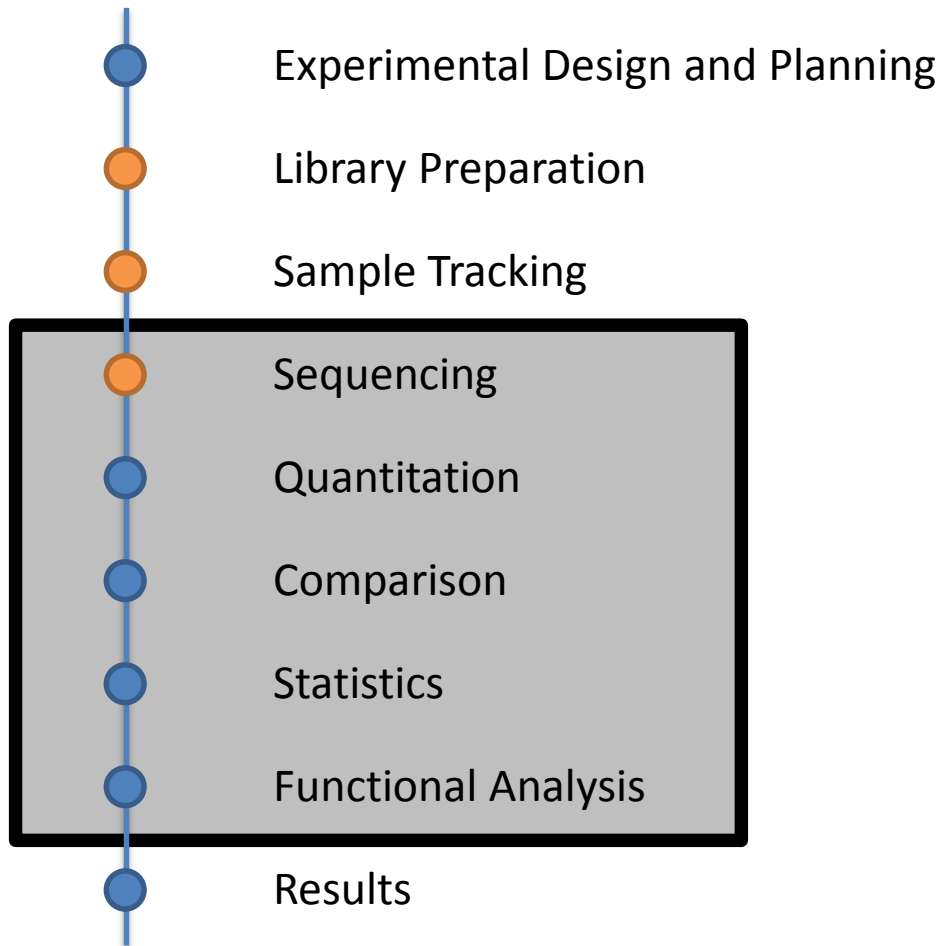 Experimental Design and Planning
Library Preparation
Sample Tracking
Sequencing
Quantitation
Comparison
Statistics
Functional Analysis
Results